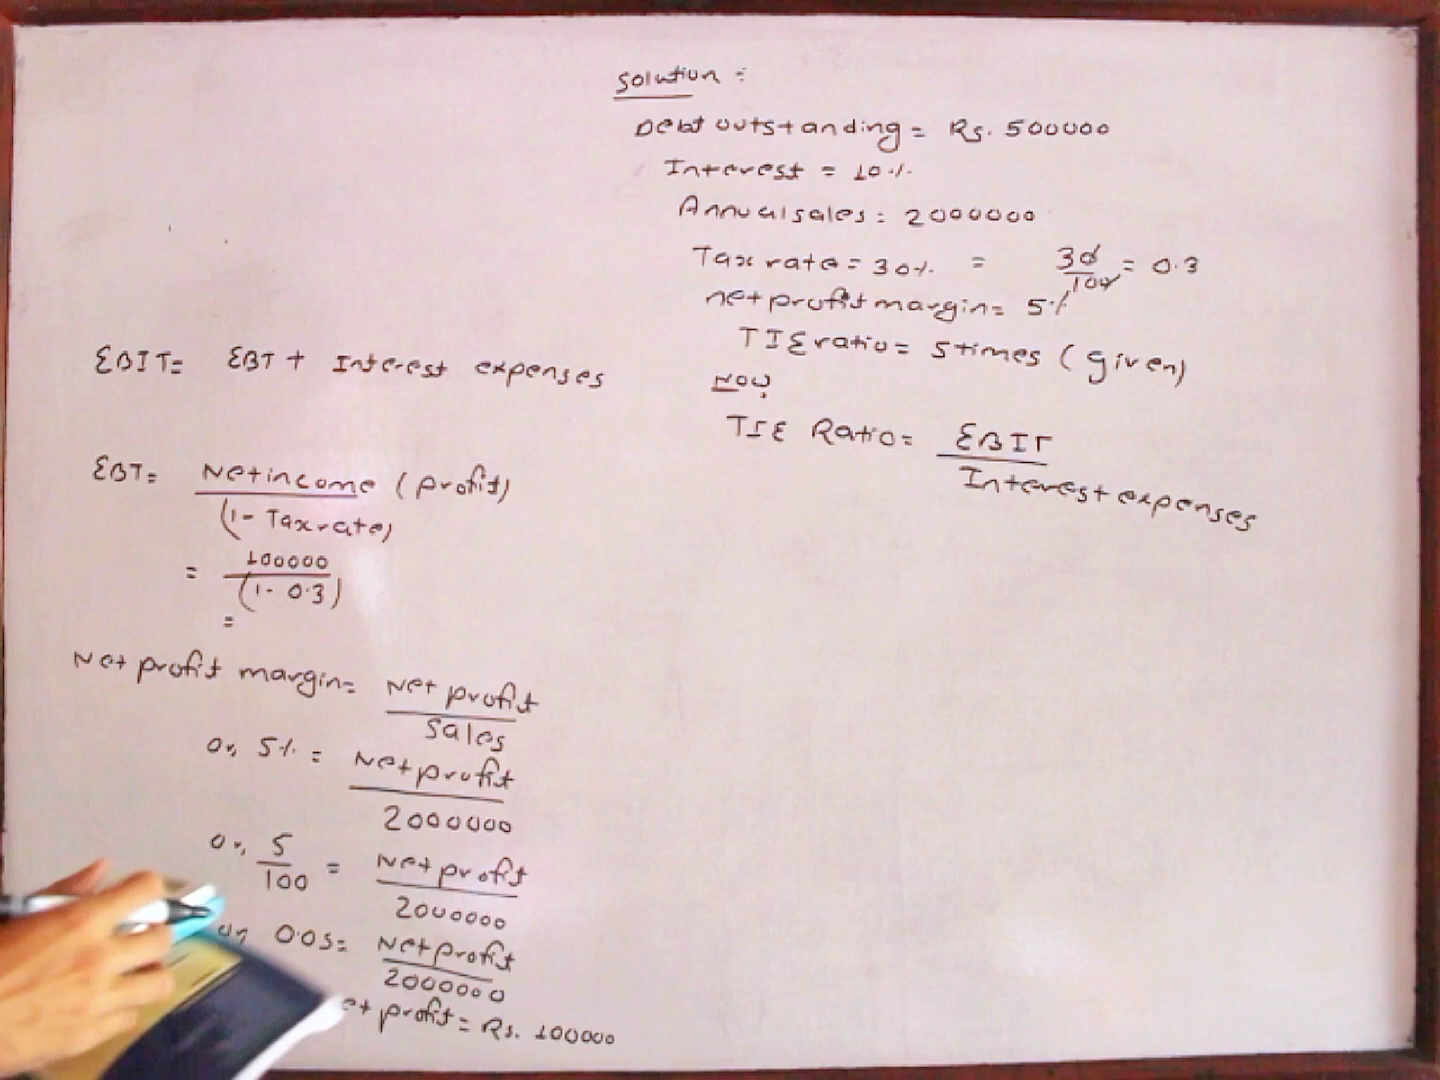 Solution :
Debt outstanding = Rs. 500000
Interest = 10%
Annual sales = 2000000
Tax rate = 30% = 30/100 = 0.3
net profit margin = 5%
TIE ratio = 5 times (given)
Now,
TIE Ratio = EBIT / Interest expenses
EBIT = EBT + Interest expenses
EBT = Net income (profit) / (1 - Tax rate)
= 100000 / (1 - 0.3)
=
Net profit margin = Net profit / Sales
or, 5% = Net profit / 2000000
or, 5/100 = Net profit / 2000000
or, 0.05 = Net profit / 2000000
et profit = Rs. 100000